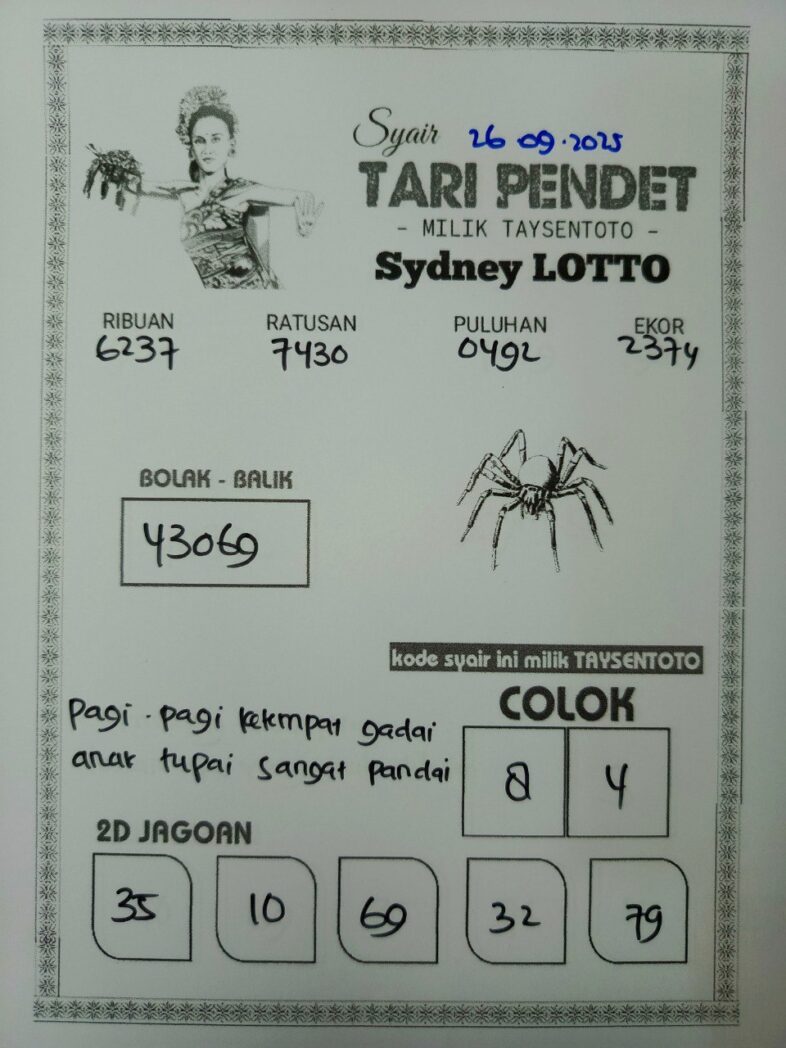 Syair 26 09.2025
TARI PENDET
- MILIK TAYSENTOTO -
Sydney LOTTO
RIBUAN RATUSAN PULUHAN EKOR
6237 7430 0492 2374
BOLAK - BALIK
43069
kode syair ini milik TAYSENTOTO
COLOK
8 4
Pagi - pagi kekmpat gadai
anak tupai sangat pandai
2D JAGOAN
35 10 69 32 79